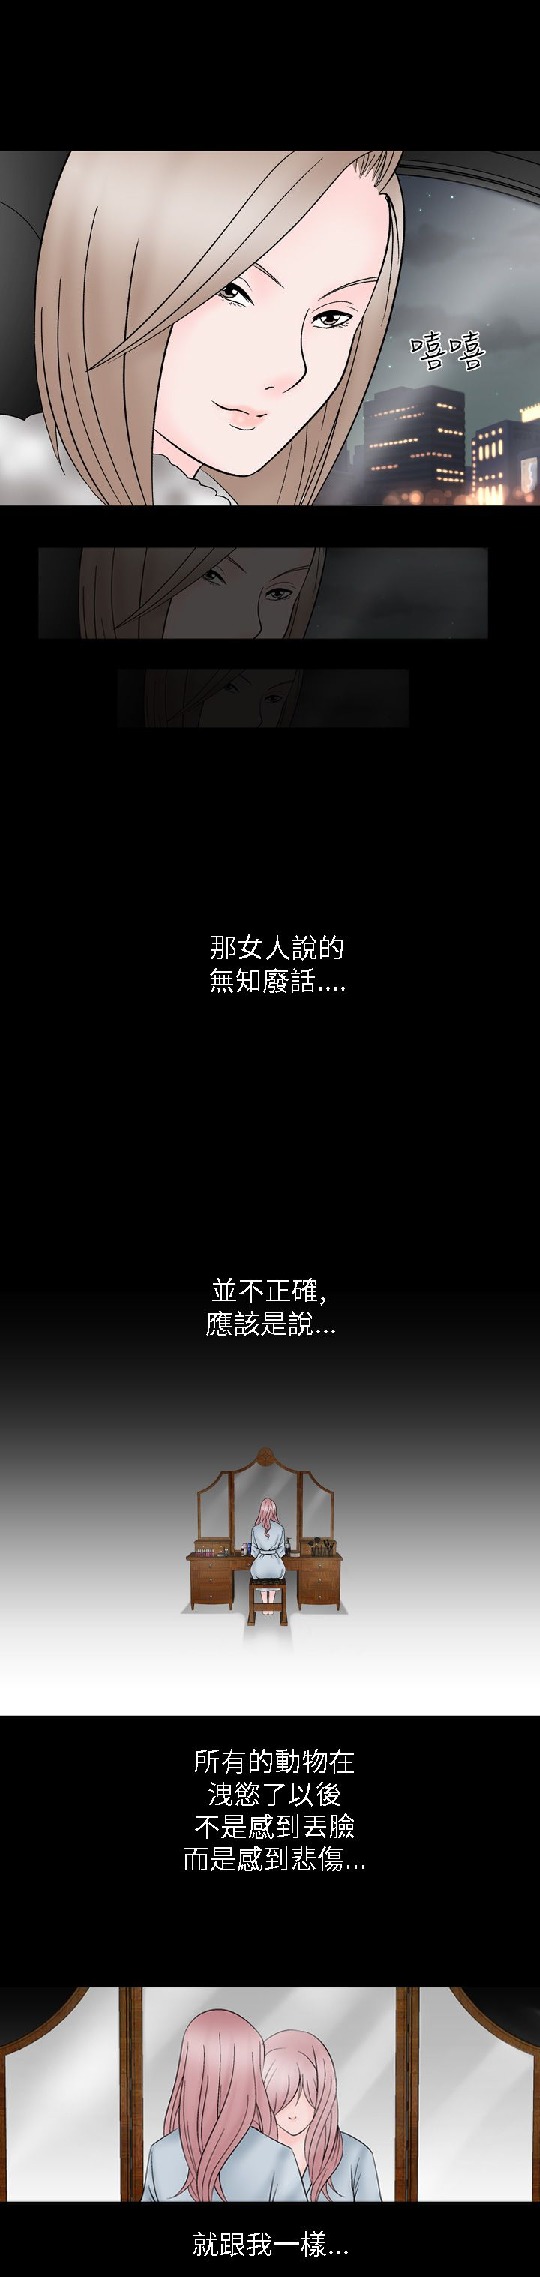 嘻嘻
那女人說的
無知廢話....
並不正確,
應該是說...
所有的動物在
洩慾了以後
不是感到丟臉
而是感到悲傷...
就跟我一樣...